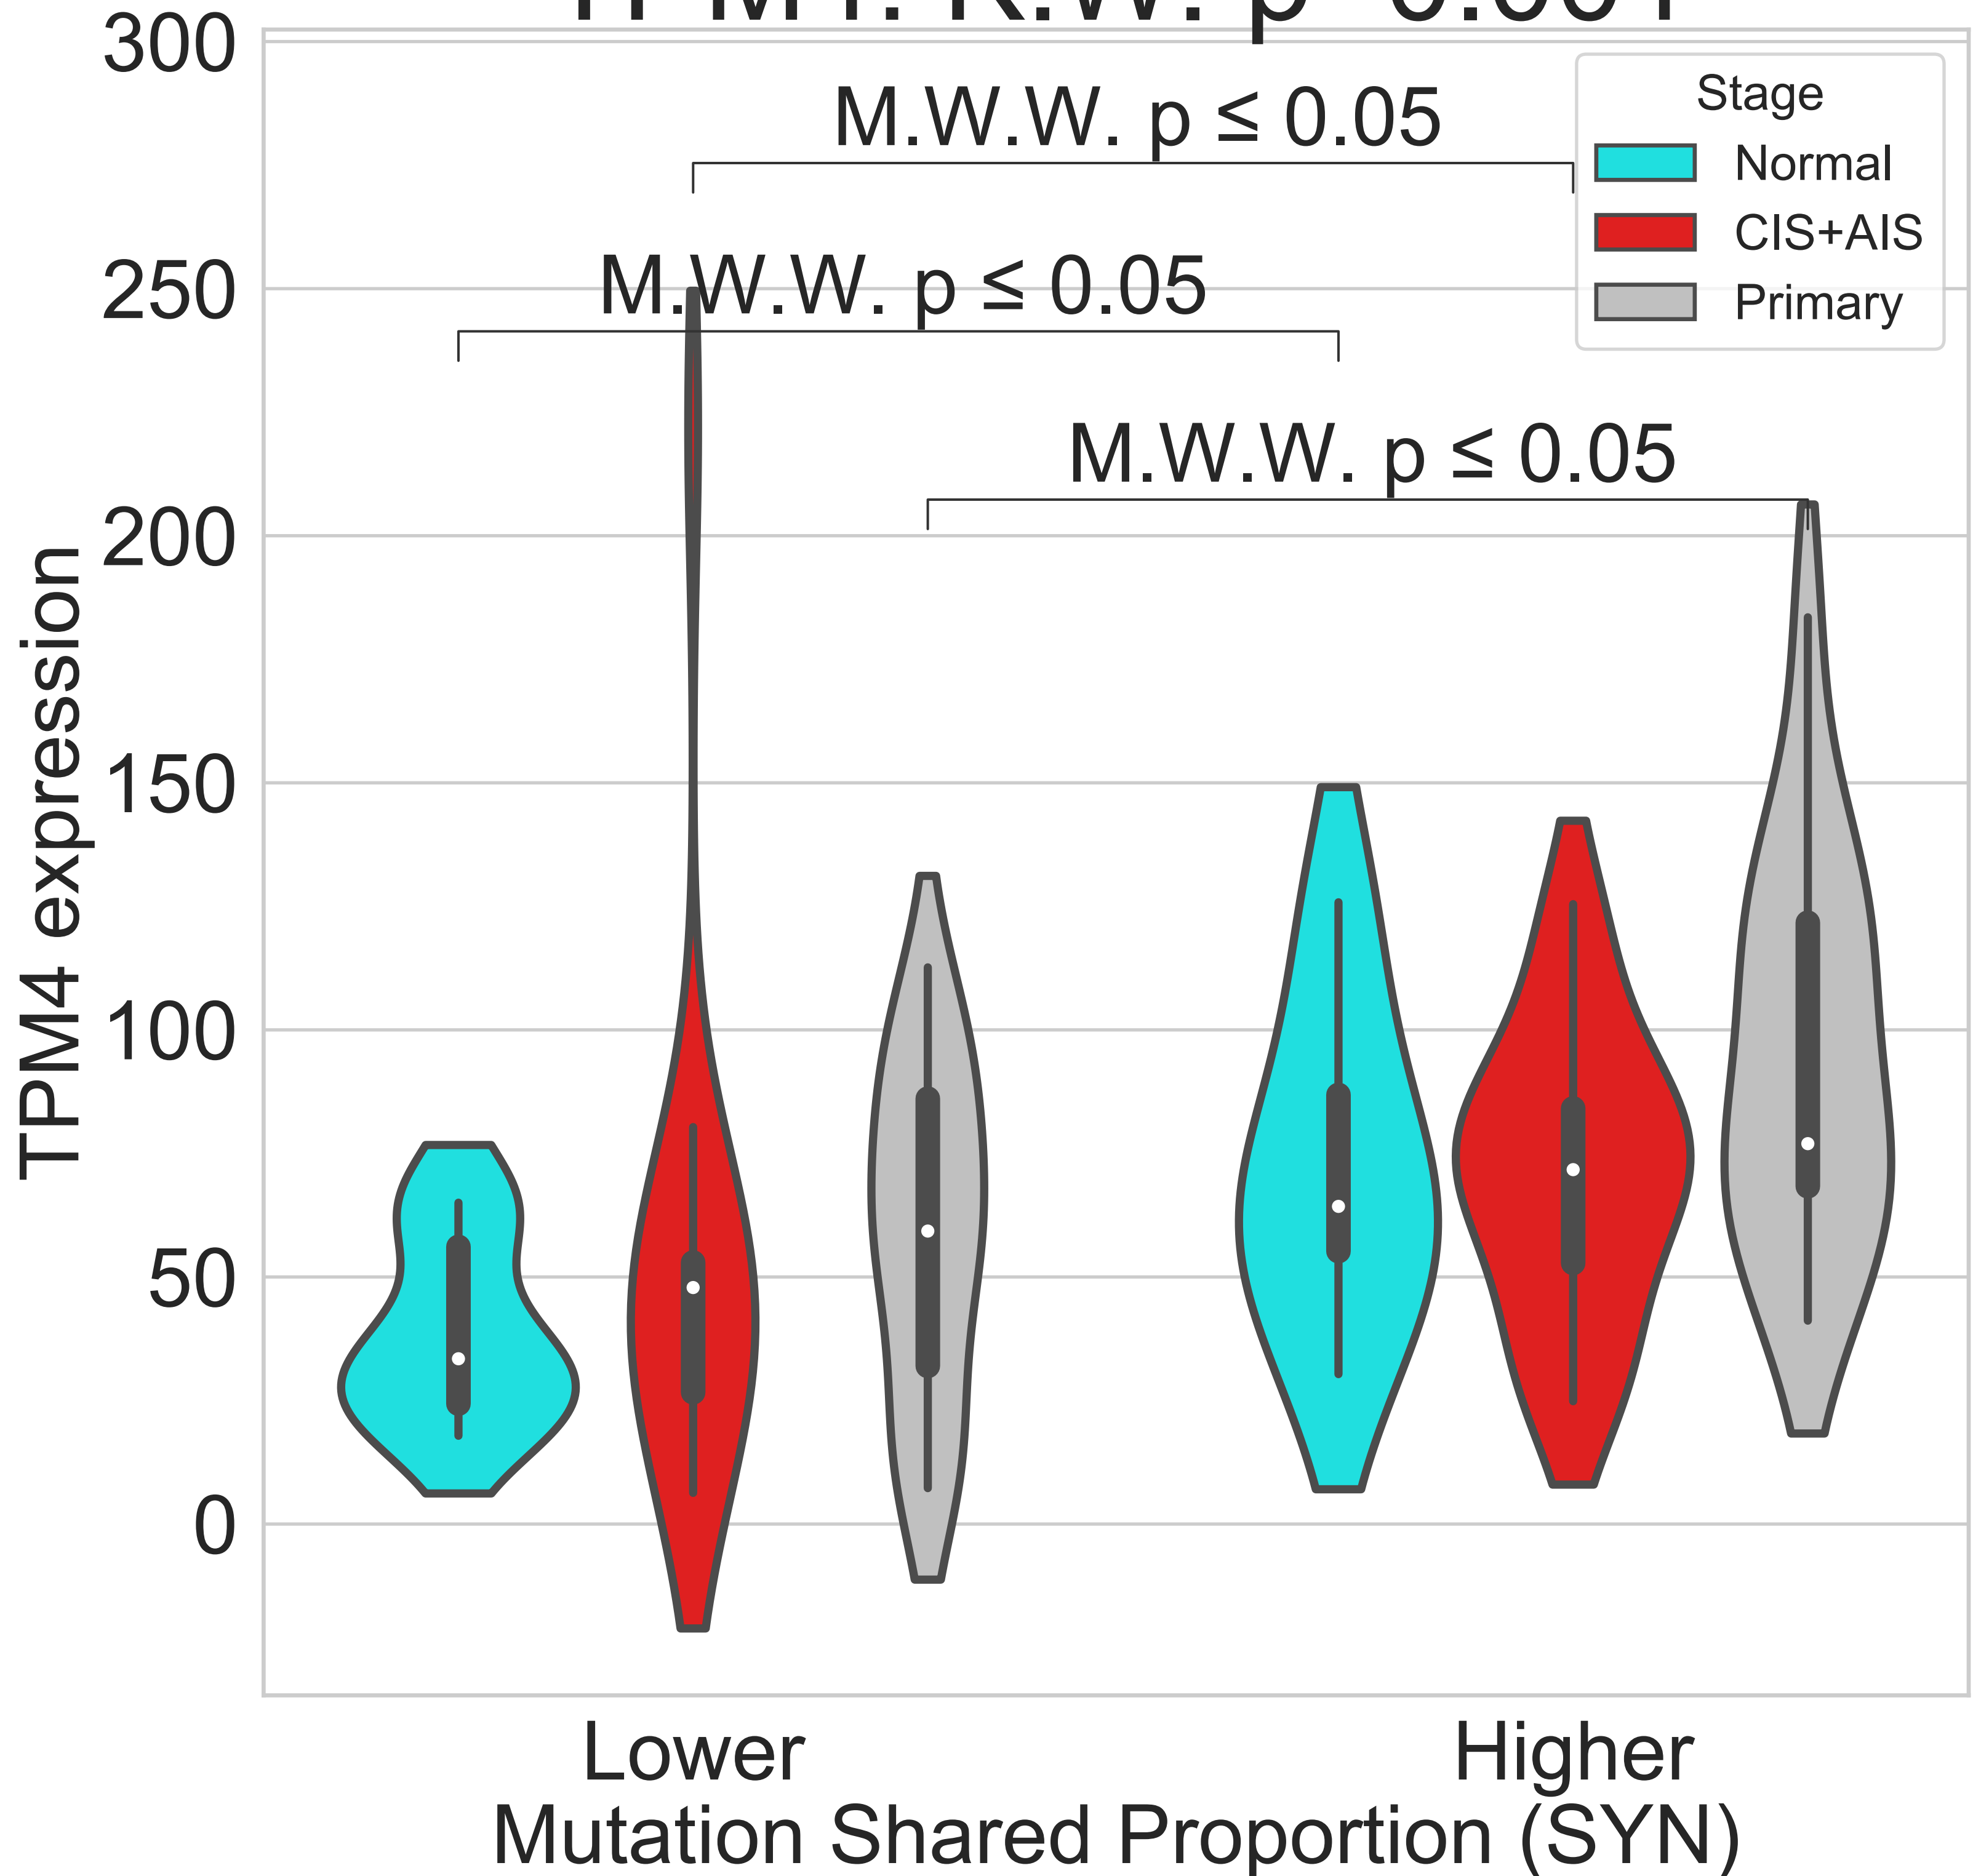 300
M.W.W. p ≤ 0.05
Stage
Normal
CIS+AIS
Primary
250
M.W.W. p ≤ 0.05
M.W.W. p ≤ 0.05
200
150
100
50
0
TPM4 expression
Lower
Higher
Mutation Shared Proportion (SYN)